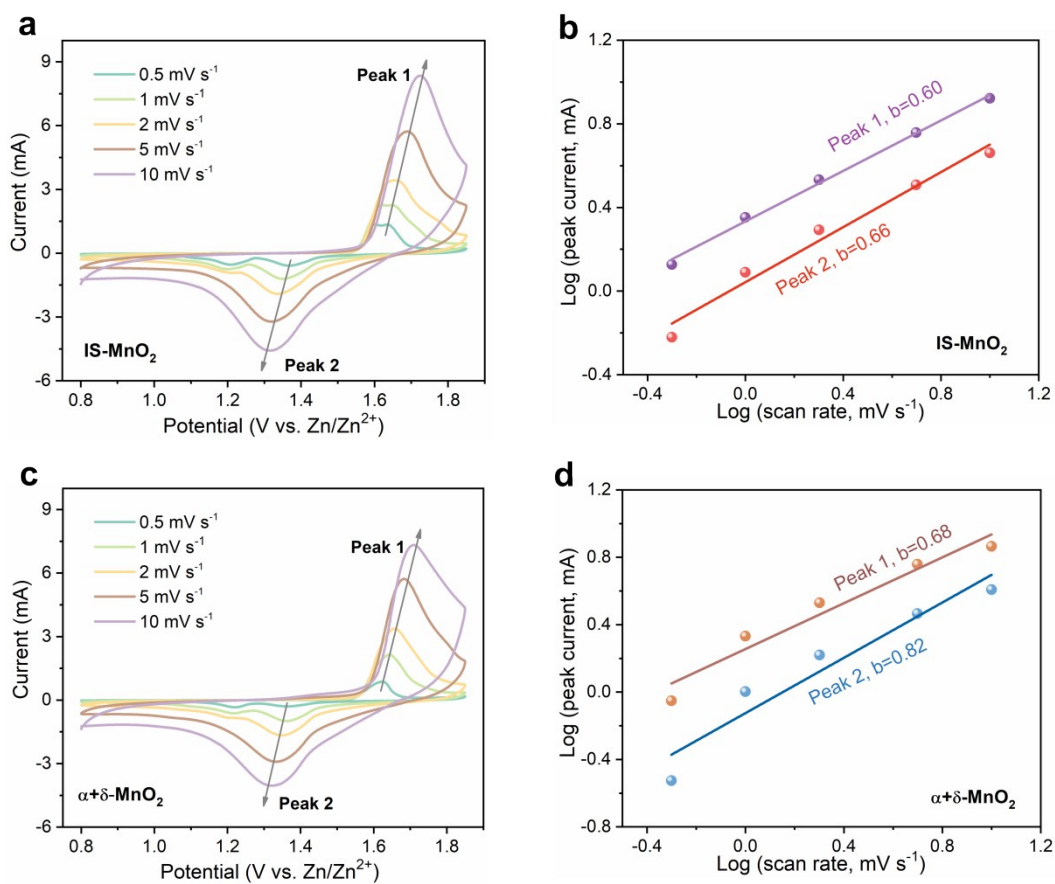 a
9
6
3
0
-3
-6
Current (mA)
0.5 mV s⁻¹
1 mV s⁻¹
2 mV s⁻¹
5 mV s⁻¹
10 mV s⁻¹
Peak 1
Peak 2
IS-MnO₂
0.8 1.0 1.2 1.4 1.6 1.8
Potential (V vs. Zn/Zn²⁺)
b
1.2
0.8
0.4
0.0
-0.4
Log (peak current, mA)
Peak 1, b=0.60
Peak 2, b=0.66
IS-MnO₂
-0.4 0.0 0.4 0.8 1.2
Log (scan rate, mV s⁻¹)
c
9
6
3
0
-3
-6
Current (mA)
0.5 mV s⁻¹
1 mV s⁻¹
2 mV s⁻¹
5 mV s⁻¹
10 mV s⁻¹
Peak 1
Peak 2
α+δ-MnO₂
0.8 1.0 1.2 1.4 1.6 1.8
Potential (V vs. Zn/Zn²⁺)
d
1.2
0.8
0.4
0.0
-0.4
-0.8
Log (peak current, mA)
Peak 1, b=0.68
Peak 2, b=0.82
α+δ-MnO₂
-0.4 0.0 0.4 0.8 1.2
Log (scan rate, mV s⁻¹)